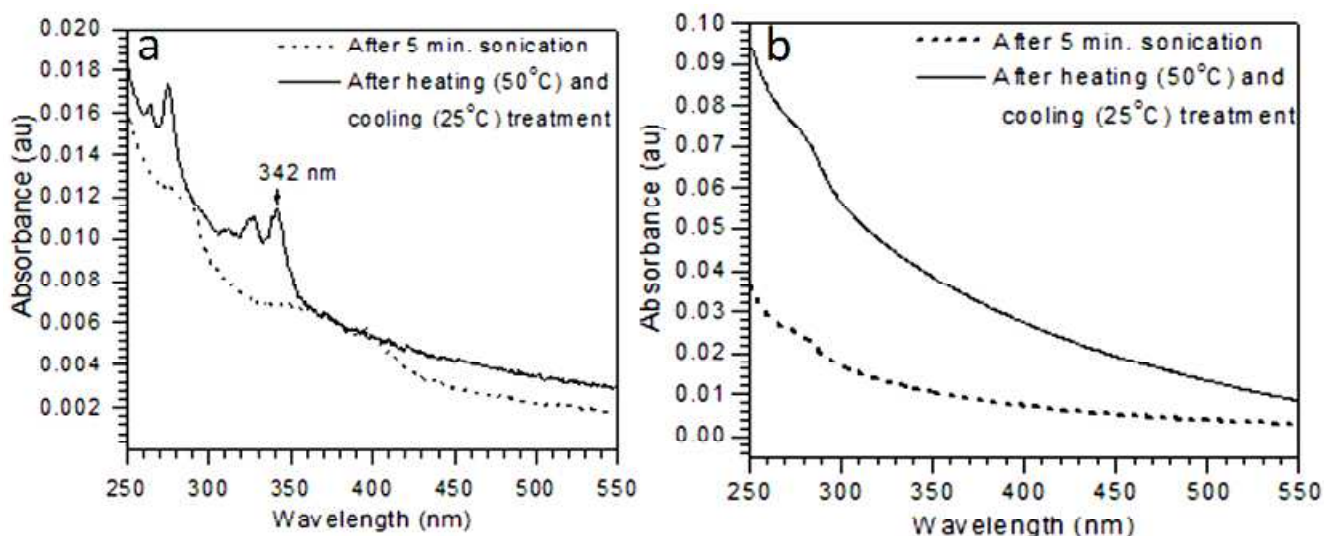 a
After 5 min. sonication
After heating (50°C) and
cooling (25°C) treatment
342 nm
0.020
0.018
0.016
0.014
0.012
0.010
0.008
0.006
0.004
0.002
Absorbance (au)
250 300 350 400 450 500 550
Wavelength (nm)
b
After 5 min. sonication
After heating (50°C) and
cooling (25°C) treatment
0.10
0.09
0.08
0.07
0.06
0.05
0.04
0.03
0.02
0.01
0.00
Absorbance (au)
250 300 350 400 450 500 550
Wavelength (nm)